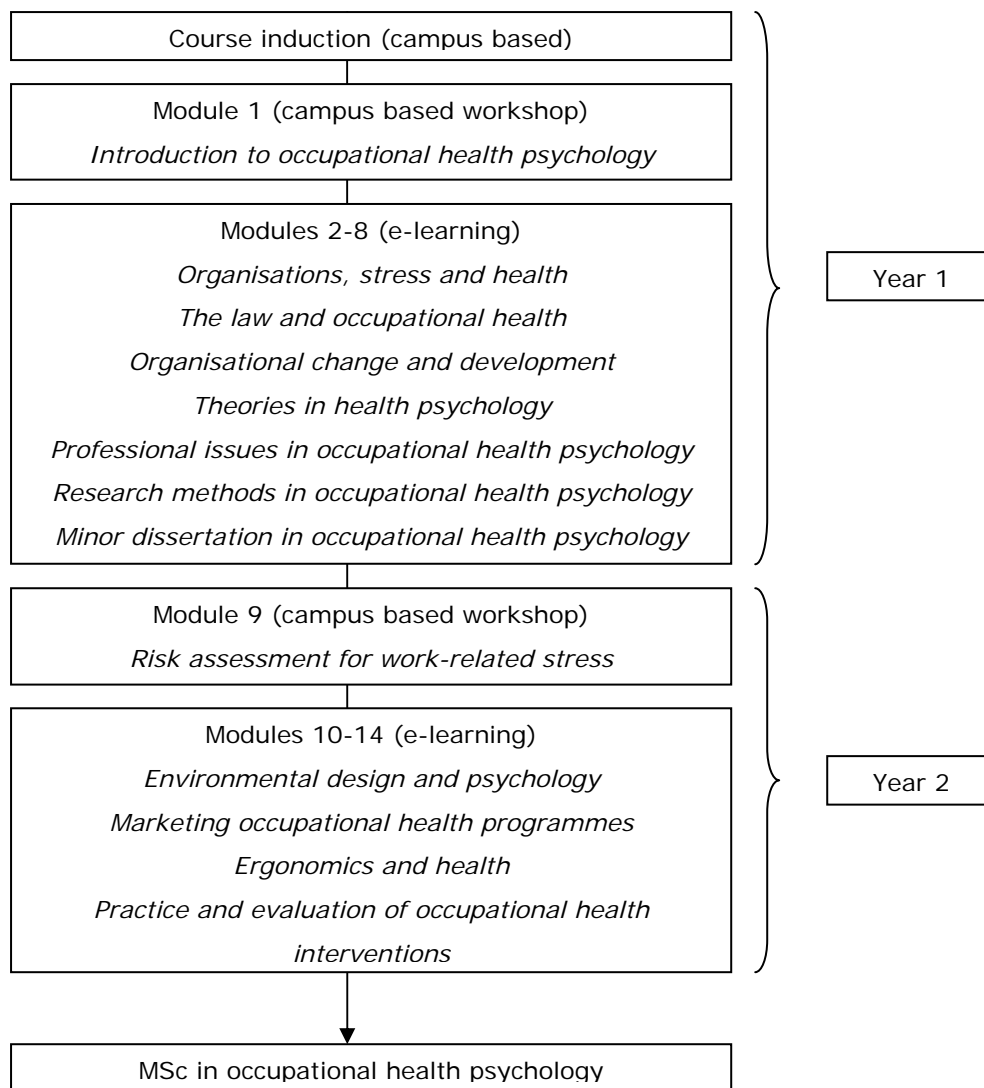 Course induction (campus based)
Module 1 (campus based workshop)
Introduction to occupational health psychology
Modules 2-8 (e-learning)
Organisations, stress and health
The law and occupational health
Organisational change and development
Theories in health psychology
Professional issues in occupational health psychology
Research methods in occupational health psychology
Minor dissertation in occupational health psychology
Year 1
Module 9 (campus based workshop)
Risk assessment for work-related stress
Modules 10-14 (e-learning)
Environmental design and psychology
Marketing occupational health programmes
Ergonomics and health
Practice and evaluation of occupational health
interventions
Year 2
MSc in occupational health psychology